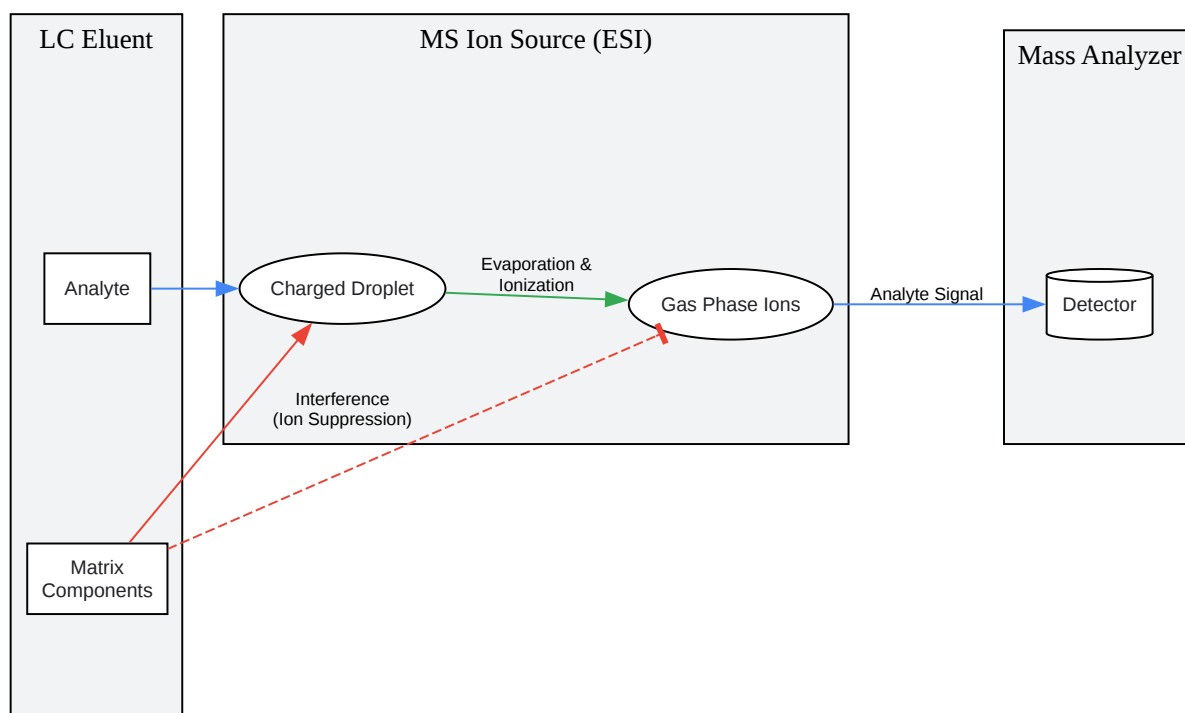 LC Eluent
MS Ion Source (ESI)
Mass Analyzer
Analyte
Charged Droplet
Evaporation &
Ionization
Gas Phase Ions
Analyte Signal
Detector
Interference
(Ion Suppression)
Matrix
Components